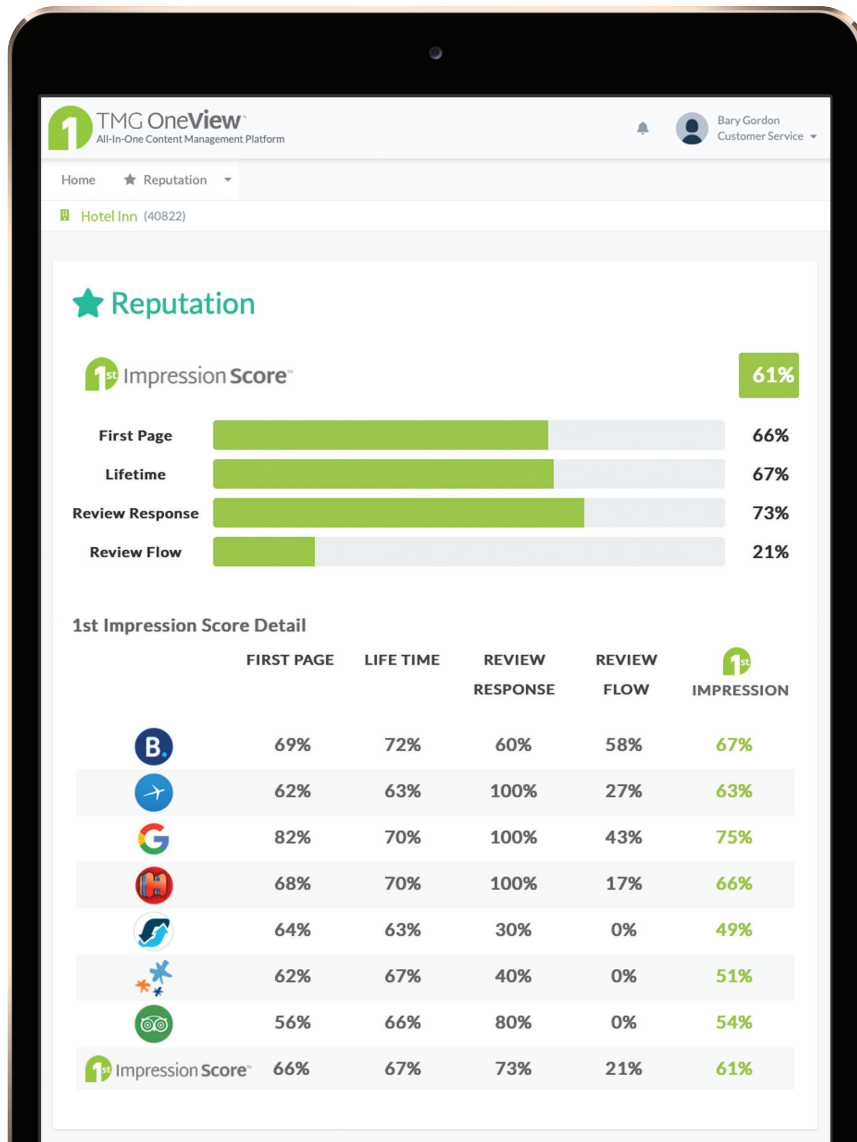 1 TMG OneView™
All-In-One Content Management Platform
Bary Gordon
Customer Service
Home Reputation
Hotel Inn (40822)
Reputation
1st Impression Score™ 61%
First Page 66%
Lifetime 67%
Review Response 73%
Review Flow 21%
1st Impression Score Detail
FIRST PAGE LIFE TIME REVIEW RESPONSE REVIEW FLOW 1st IMPRESSION
B. 69% 72% 60% 58% 67%
62% 63% 100% 27% 63%
G 82% 70% 100% 43% 75%
H 68% 70% 100% 17% 66%
64% 63% 30% 0% 49%
62% 67% 40% 0% 51%
56% 66% 80% 0% 54%
1st Impression Score™ 66% 67% 73% 21% 61%